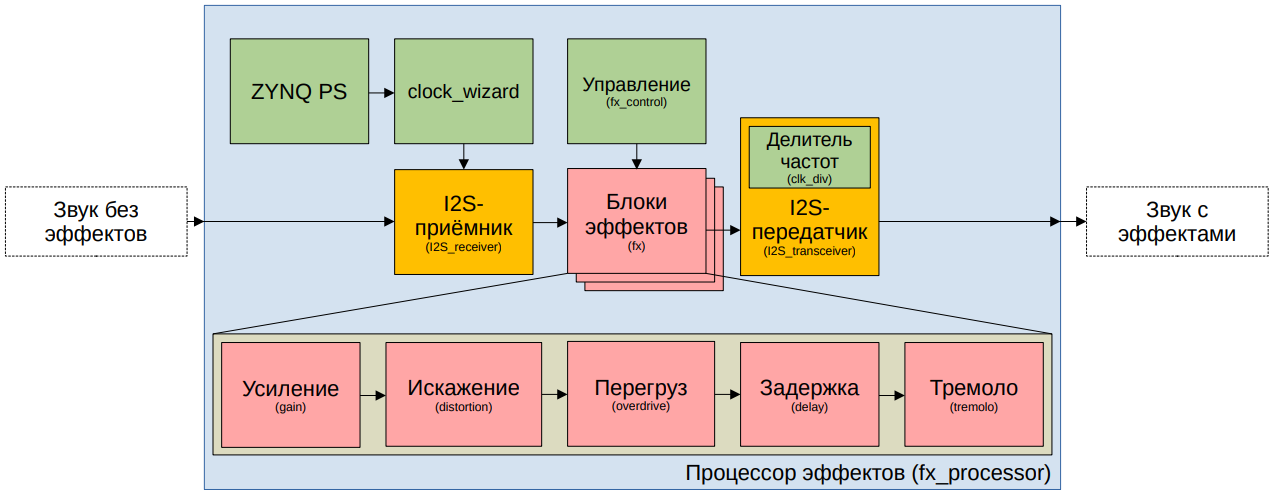 ZYNQ PS
clock_wizard
Управление
(fx_control)
Делитель
частот
(clk_div)
Звук без
эффектов
I2S-
приёмник
(I2S_receiver)
Блоки
эффектов
(fx)
I2S-
передатчик
(I2S_transceiver)
Звук с
эффектами
Усиление
(gain)
Искажение
(distortion)
Перегруз
(overdrive)
Задержка
(delay)
Тремоло
(tremolo)
Процессор эффектов (fx_processor)